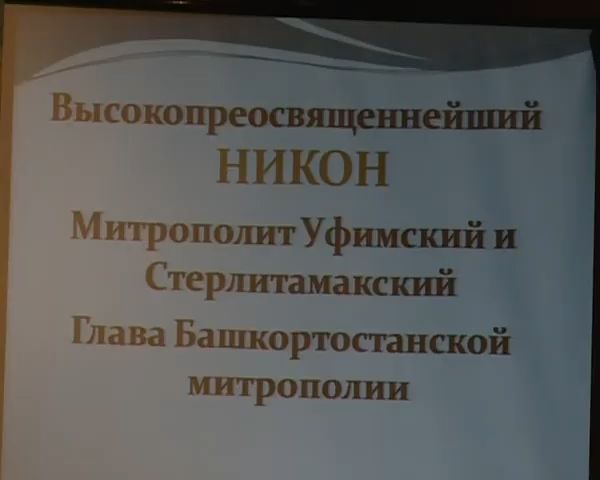 Высокопреосвященнейший
НИКОН
Митрополит Уфимский и
Стерлитамакский
Глава Башкортостанской
митрополии